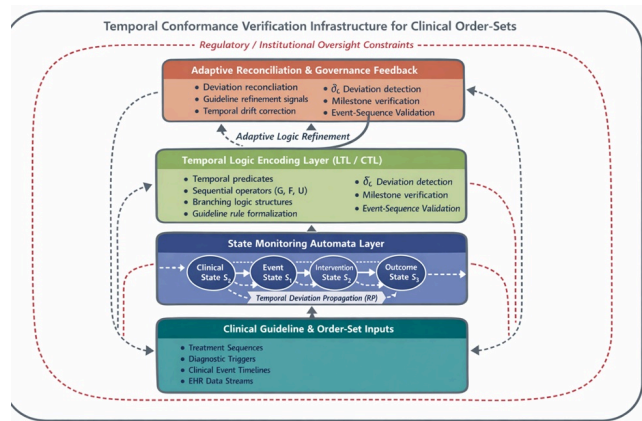 Temporal Conformance Verification Infrastructure for Clinical Order-Sets
Regulatory / Institutional Oversight Constraints
Adaptive Reconciliation & Governance Feedback
• Deviation reconciliation
• Guideline refinement signals
• Temporal drift correction
• δ̄ᴄ Deviation detection
Milestone verification
• Event-Sequence Validation
Adaptive Logic Refinement
Temporal Logic Encoding Layer (LTL / CTL)
• Temporal predicates
• Sequential operators (G, F, U)
• Branching logic structures
• Guideline rule formalization
• δ̄ᴄ Deviation detection
• Milestone verification
• Event-Sequence Validation
State Monitoring Automata Layer
Clinical
State S₂
Event
State S₁
Intervention
State S₂
Outcome
State S₃
Temporal Deviation Propagation (RP)
Clinical Guideline & Order-Set Inputs
• Treatment Sequences
• Diagnostic Triggers
• Clinical Event Timelines
• EHR Data Streams